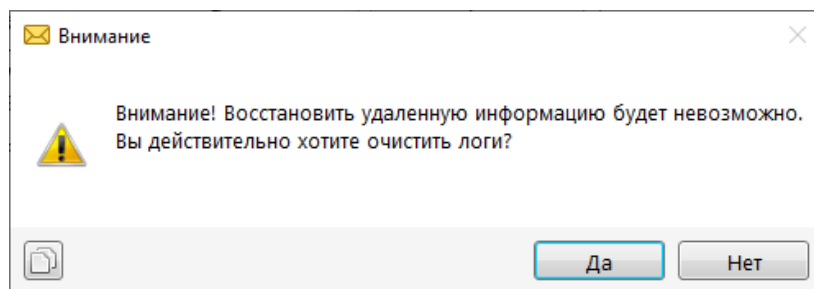 Внимание
Внимание! Восстановить удаленную информацию будет невозможно.
Вы действительно хотите очистить логи?
Да
Нет